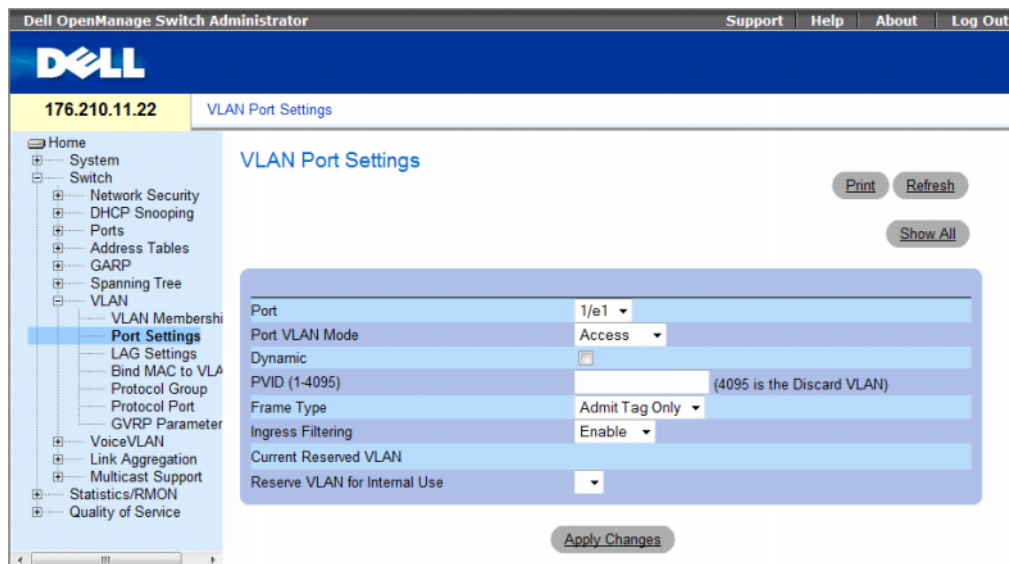 Dell OpenManage Switch Administrator
Support Help About Log Out
DELL
176.210.11.22
VLAN Port Settings
Home
System
Switch
Network Security
DHCP Snooping
Ports
Address Tables
GARP
Spanning Tree
VLAN
VLAN Membershi
Port Settings
LAG Settings
Bind MAC to VLA
Protocol Group
Protocol Port
GVRP Parameter
VoiceVLAN
Link Aggregation
Multicast Support
Statistics/RMON
Quality of Service
VLAN Port Settings
Print Refresh
Show All
Port 1/e1
Port VLAN Mode Access
Dynamic
PVID (1-4095) (4095 is the Discard VLAN)
Frame Type Admit Tag Only
Ingress Filtering Enable
Current Reserved VLAN
Reserve VLAN for Internal Use
Apply Changes